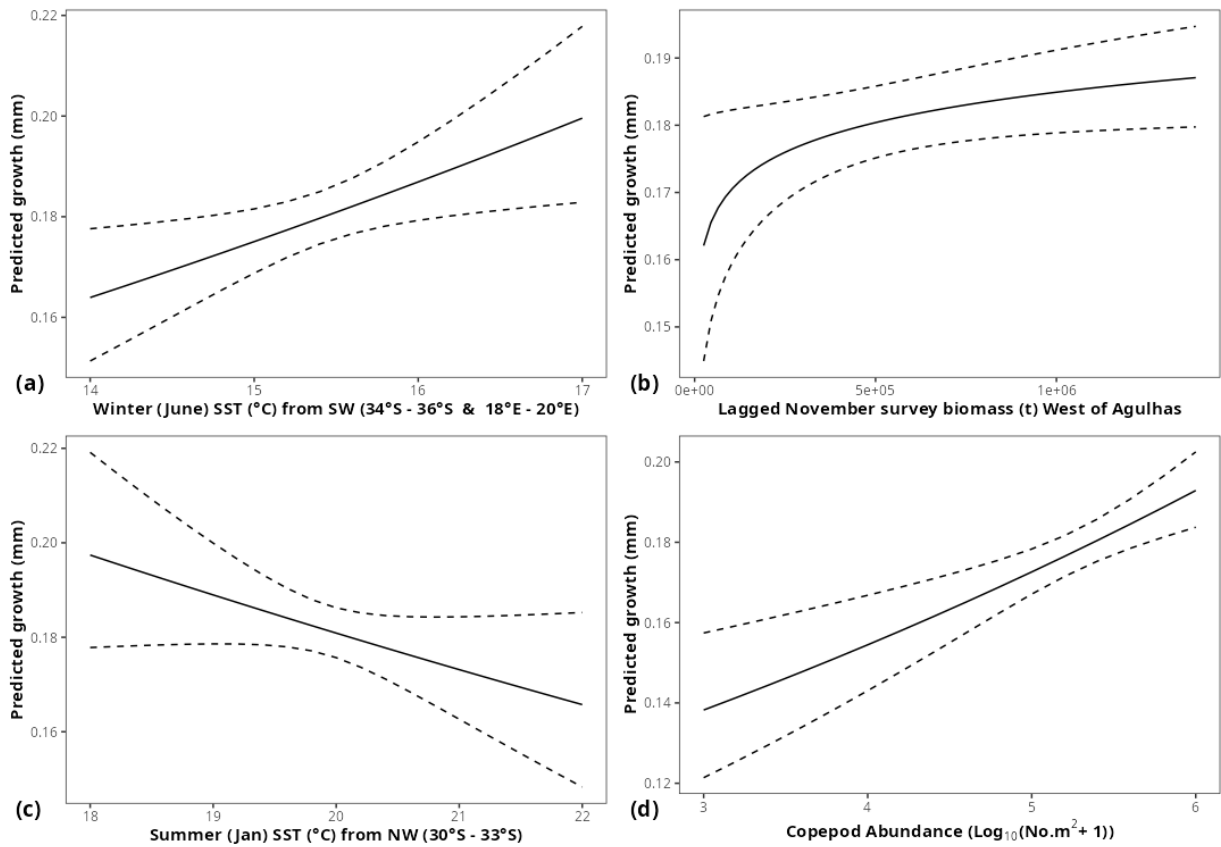 0.22
0.20
0.18
0.16
Predicted growth (mm)
(a)
14 15 16 17
Winter (June) SST (°C) from SW (34°S - 36°S & 18°E - 20°E)
0.19
0.18
0.17
0.16
0.15
Predicted growth (mm)
(b)
0e+00 5e+05 1e+06
Lagged November survey biomass (t) West of Agulhas
0.22
0.20
0.18
0.16
Predicted growth (mm)
(c)
18 19 20 21 22
Summer (Jan) SST (°C) from NW (30°S - 33°S)
0.20
0.18
0.16
0.14
0.12
Predicted growth (mm)
(d)
3 4 5 6
Copepod Abundance (Log₁₀(No.m²+ 1))